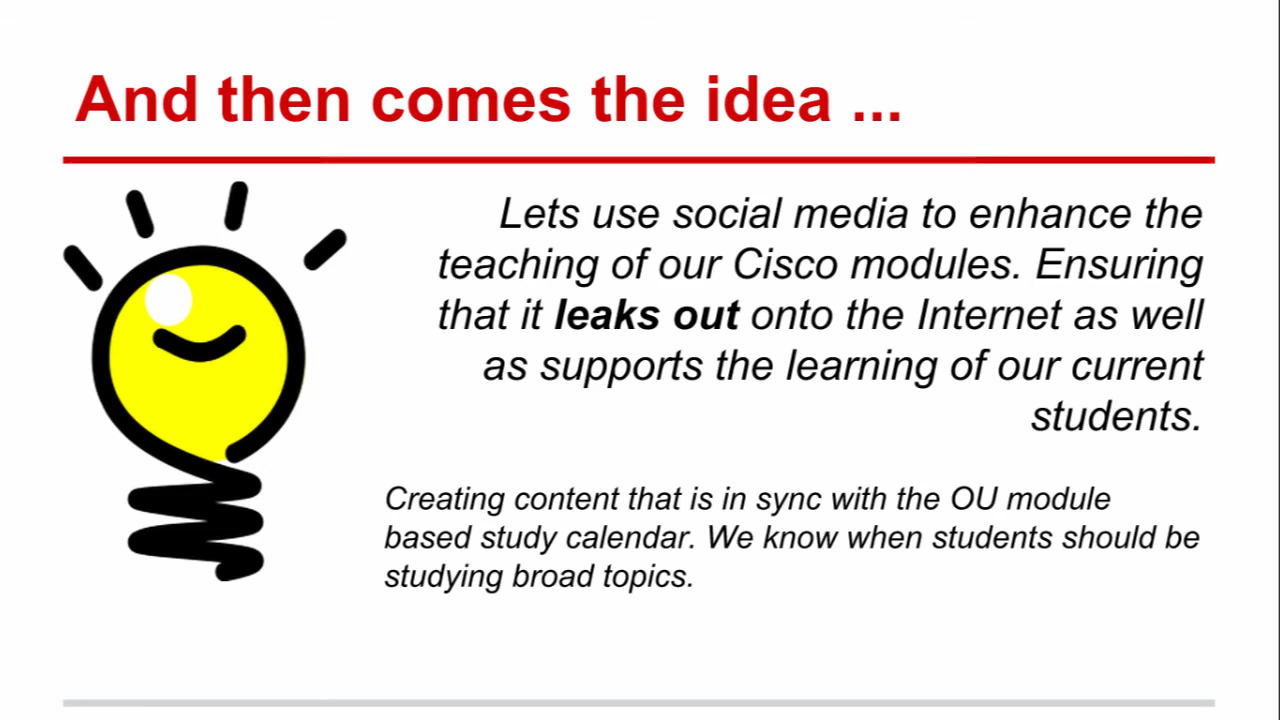 And then comes the idea ...
Lets use social media to enhance the
teaching of our Cisco modules. Ensuring
that it leaks out onto the Internet as well
as supports the learning of our current
students.
Creating content that is in sync with the OU module
based study calendar. We know when students should be
studying broad topics.